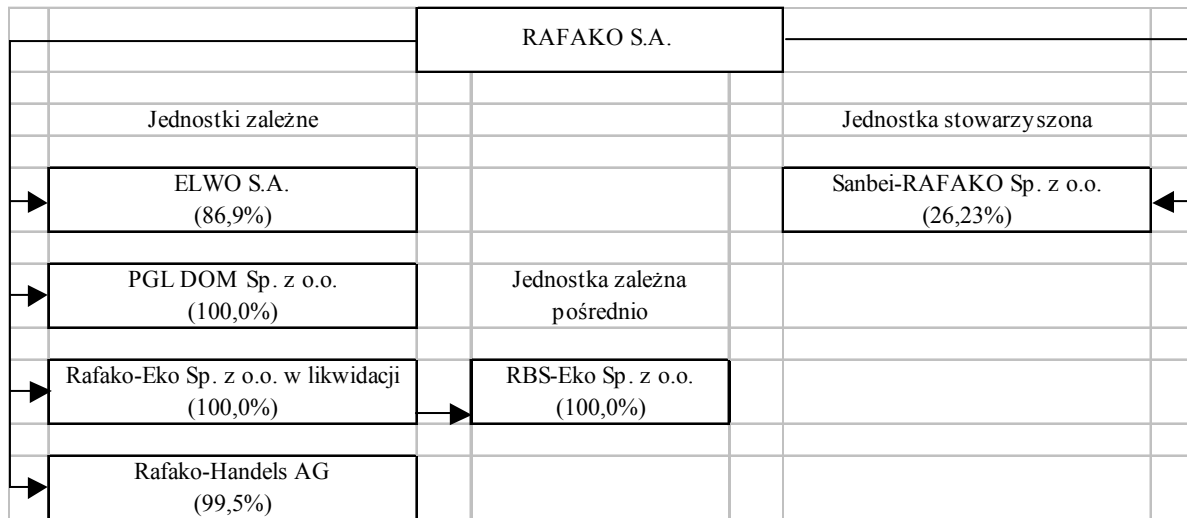 RAFAKO S.A.
Jednostki zależne
Jednostka stowarzyszona
ELWO S.A.
(86,9%)
Sanbei-RAFAKO Sp. z o.o.
(26,23%)
PGL DOM Sp. z o.o.
(100,0%)
Jednostka zależna
pośrednio
Rafako-Eko Sp. z o.o. w likwidacji
(100,0%)
RBS-Eko Sp. z o.o.
(100,0%)
Rafako-Handels AG
(99,5%)